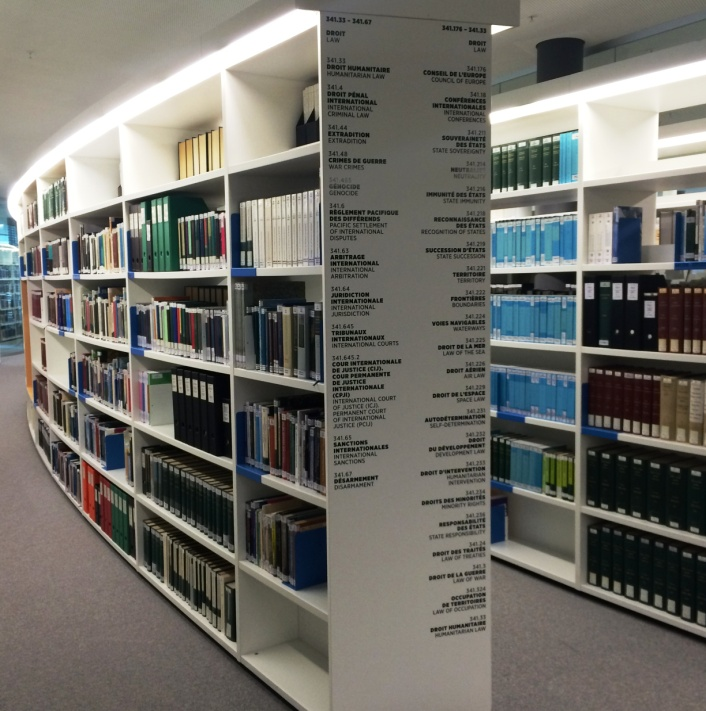 341.33 - 341.67
DROIT
LAW
341.33
DROIT HUMANITAIRE
HUMANITARIAN LAW
341.4
DROIT PÉNAL
INTERNATIONAL
INTERNATIONAL
CRIMINAL LAW
341.44
EXTRADITION
EXTRADITION
341.48
CRIMES DE GUERRE
WAR CRIMES
GÉNOCIDE
GENOCIDE
341.6
RÈGLEMENT PACIFIQUE
DES DIFFÉRENDS
PACIFIC SETTLEMENT
OF INTERNATIONAL
DISPUTES
341.63
ARBITRAGE
INTERNATIONAL
INTERNATIONAL
ARBITRATION
341.64
JURIDICTION
INTERNATIONALE
INTERNATIONAL
JURISDICTION
341.645
TRIBUNAUX
INTERNATIONAUX
INTERNATIONAL COURTS
341.645.2
COUR INTERNATIONALE
DE JUSTICE (CIJ),
COUR PERMANENTE
DE JUSTICE
INTERNATIONALE
(CPJI)
INTERNATIONAL COURT
OF JUSTICE (ICJ),
PERMANENT COURT
OF INTERNATIONAL
JUSTICE (PCIJ)
341.65
SANCTIONS
INTERNATIONALES
INTERNATIONAL
SANCTIONS
341.67
DÉSARMEMENT
DISARMAMENT
341.176 - 341.33
DROIT
LAW
341.176
CONSEIL DE L'EUROPE
COUNCIL OF EUROPE
341.18
CONFÉRENCES
INTERNATIONALES
INTERNATIONAL
CONFERENCES
341.211
SOUVERAINETÉ
DES ÉTATS
STATE SOVEREIGNTY
341.214
NEUTRALITÉ
NEUTRALITY
341.216
IMMUNITÉ DES ÉTATS
STATE IMMUNITY
341.218
RECONNAISSANCE
DES ÉTATS
RECOGNITION OF STATES
341.219
SUCCESSION D'ÉTATS
STATE SUCCESSION
341.221
TERRITOIRE
TERRITORY
341.222
FRONTIÈRES
BOUNDARIES
341.224
VOIES NAVIGABLES
WATERWAYS
341.225
DROIT DE LA MER
LAW OF THE SEA
341.226
DROIT AÉRIEN
AIR LAW
341.229
DROIT DE L'ESPACE
SPACE LAW
341.231
AUTODÉTERMINATION
SELF-DETERMINATION
341.232
DROIT
DU DÉVELOPPEMENT
DEVELOPMENT LAW
341.233
DROIT D'INTERVENTION
HUMANITARIAN
INTERVENTION
341.234
DROITS DES MINORITÉS
MINORITY RIGHTS
341.236
RESPONSABILITÉ
DES ÉTATS
STATE RESPONSIBILITY
341.24
DROIT DES TRAITÉS
LAW OF TREATIES
341.3
DROIT DE LA GUERRE
LAW OF WAR
341.324
OCCUPATION
DE TERRITOIRES
LAW OF OCCUPATION
341.33
DROIT HUMANITAIRE
HUMANITARIAN LAW